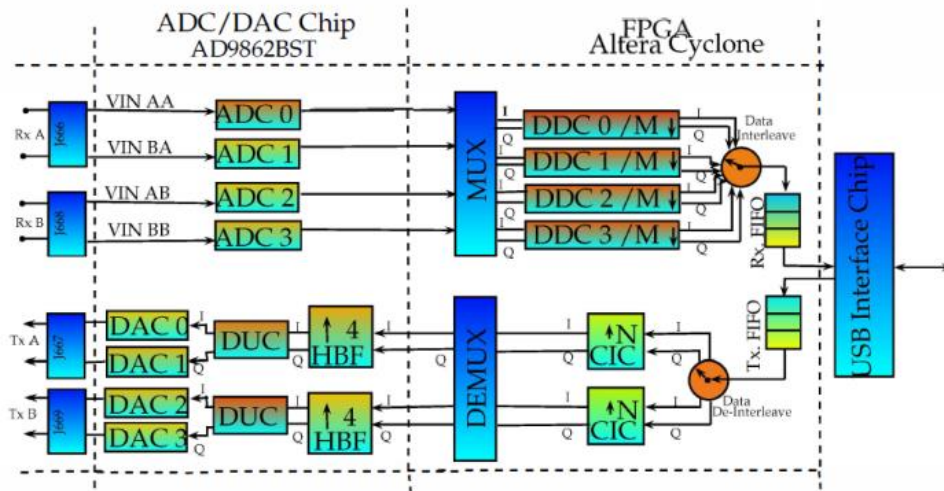 ADC/DAC Chip
AD9862BST
FPGA
Altera Cyclone
Rx A
J666
VIN AA
VIN BA
ADC 0
ADC 1
Rx B
J668
VIN AB
VIN BB
ADC 2
ADC 3
MUX
I
Q
DDC 0 /M
I
Q
I
Q
DDC 1 /M
I
Q
I
Q
DDC 2 /M
I
Q
I
Q
DDC 3 /M
I
Q
Data
Interleave
Rx. FIFO
USB Interface Chip
Tx A
J667
DAC 0
DAC 1
I
Q
DUC
I
Q
4
HBF
I
Q
DEMUX
I
Q
N
CIC
I
Q
Tx. FIFO
Tx B
J669
DAC 2
DAC 3
I
Q
DUC
I
Q
4
HBF
I
Q
I
Q
N
CIC
I
Q
Data
De-Interleave